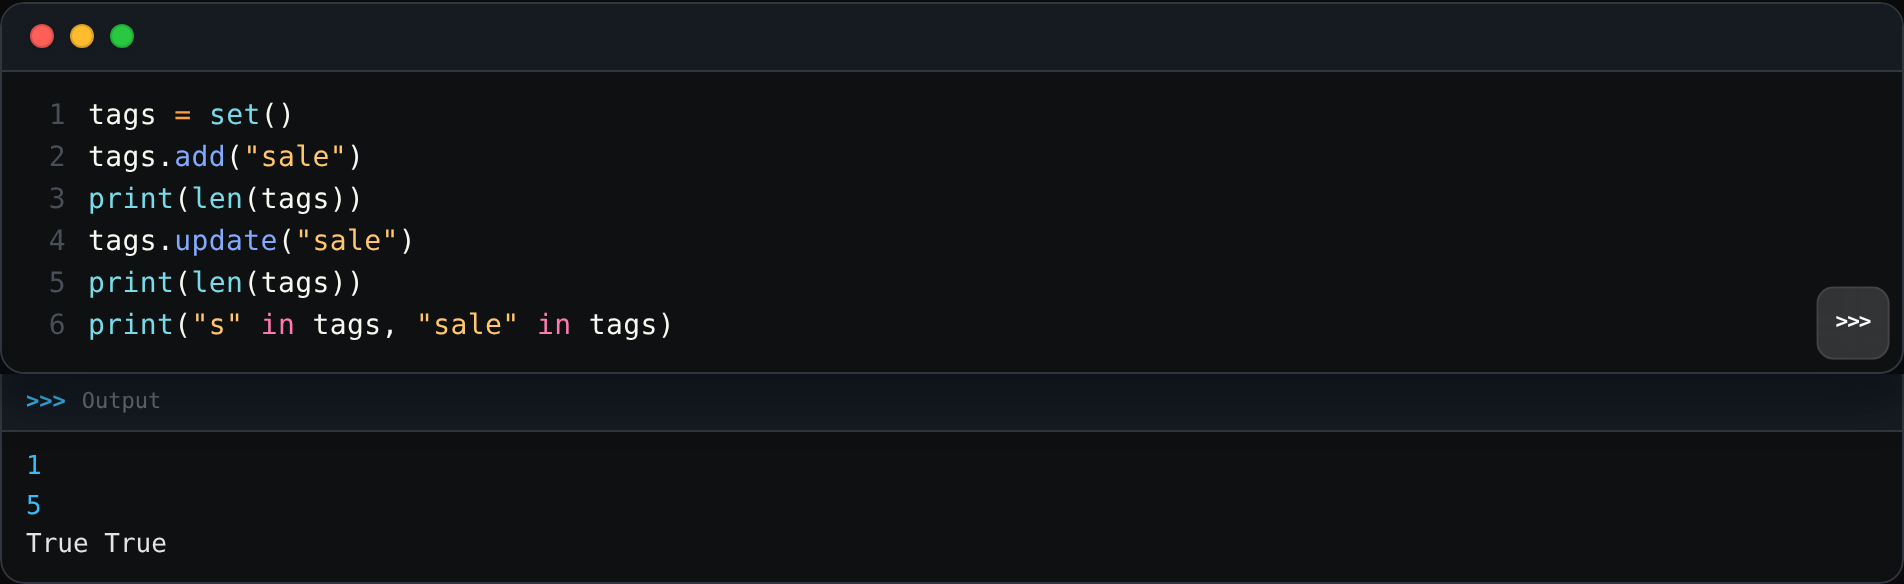 1 tags = set()
2 tags.add("sale")
3 print(len(tags))
4 tags.update("sale")
5 print(len(tags))
6 print("s" in tags, "sale" in tags)
>>>
>>> Output
1
5
True True